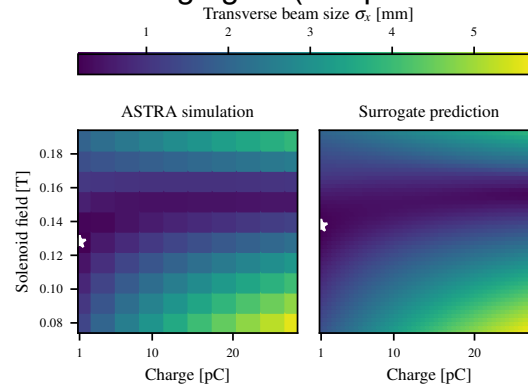 Transverse beam size σx [mm]
1 2 3 4 5
ASTRA simulation Surrogate prediction
Solenoid field [T]
0.18
0.16
0.14
0.12
0.10
0.08
1 10 20 1 10 20
Charge [pC] Charge [pC]